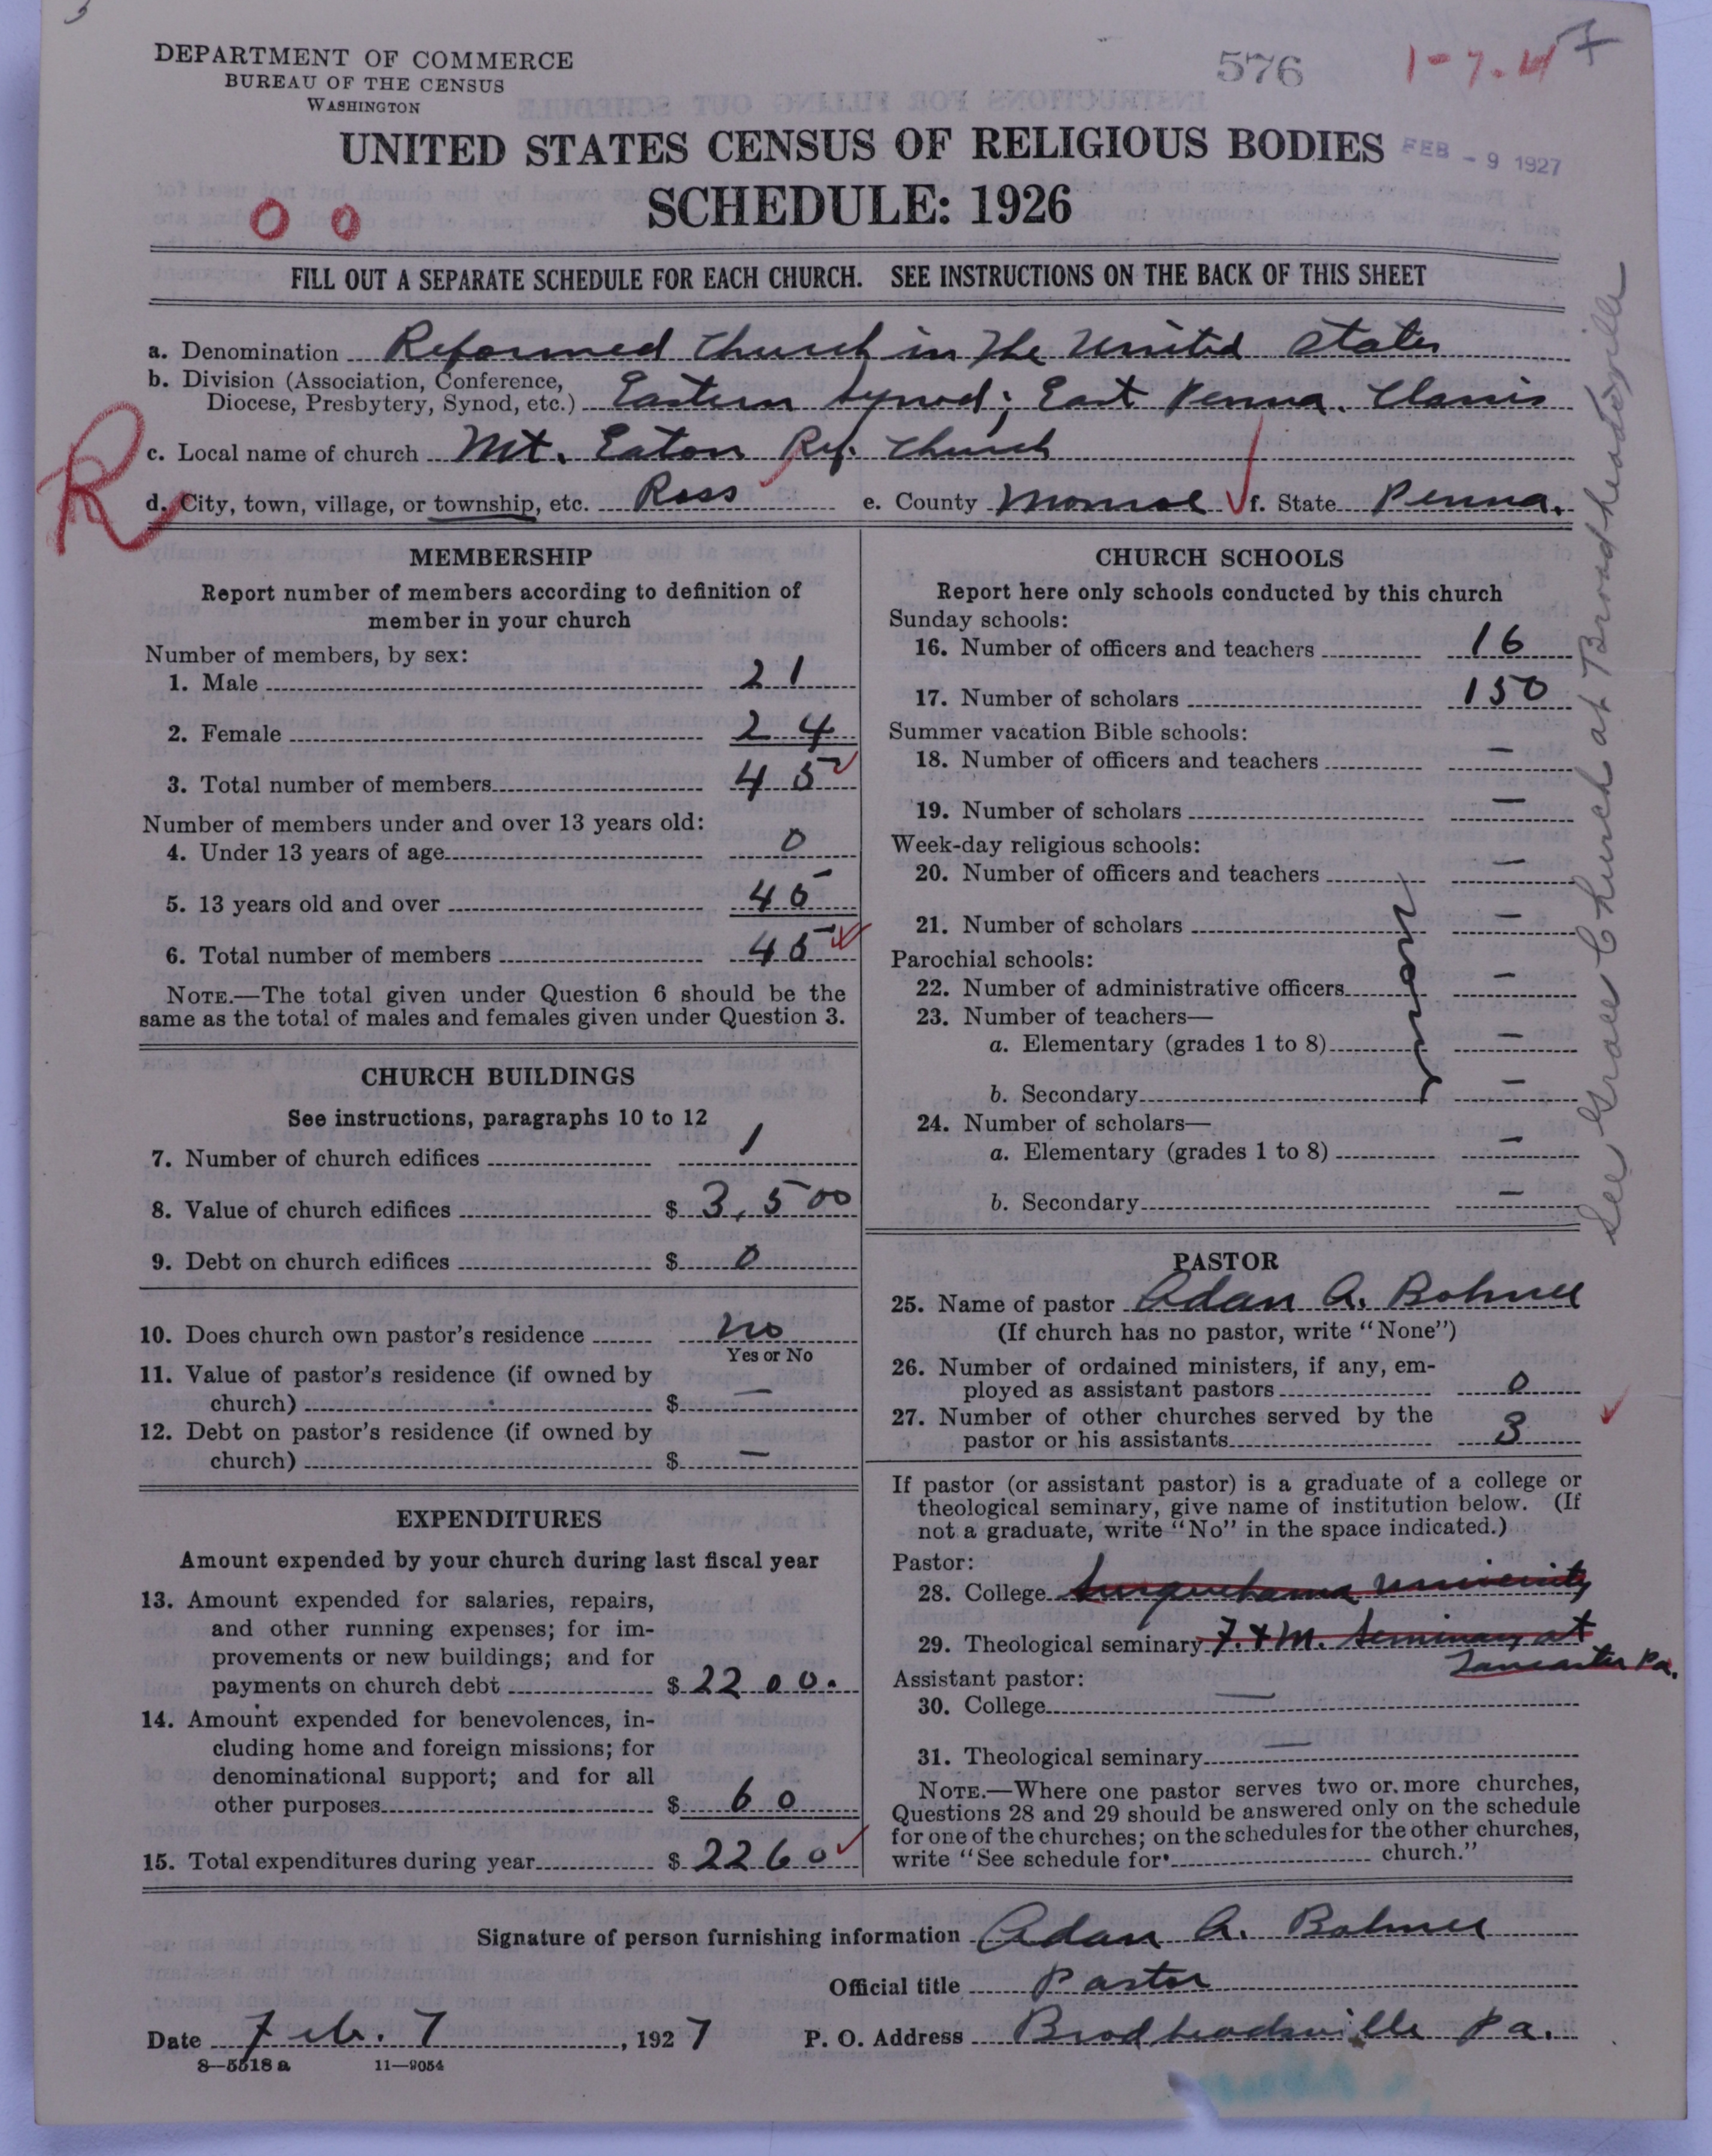 DEPARTMENT OF COMMERCE
BUREAU OF THE CENSUS
WASHINGTON
576
1-7.4
UNITED STATES CENSUS OF RELIGIOUS BODIES
FEB -9 1927
SCHEDULE: 1926
0 0
FILL OUT A SEPARATE SCHEDULE FOR EACH CHURCH. SEE INSTRUCTIONS ON THE BACK OF THIS SHEET
a. Denomination Reformed Church in The United States
b. Division (Association, Conference,
Diocese, Presbytery, Synod, etc.) Eastern Synod; East Penna. Classis
c. Local name of church Mt. Eaton Ref. Church
R
d. City, town, village, or township, etc. Ross e. County Monroe f. State Penna.
MEMBERSHIP
Report number of members according to definition of
member in your church
Number of members, by sex:
1. Male 21
2. Female 24
3. Total number of members 45
Number of members under and over 13 years old:
4. Under 13 years of age 0
5. 13 years old and over 45
6. Total number of members 45
NOTE.—The total given under Question 6 should be the
same as the total of males and females given under Question 3.
CHURCH BUILDINGS
See instructions, paragraphs 10 to 12
7. Number of church edifices 1
8. Value of church edifices $ 3,500
9. Debt on church edifices $ 0
10. Does church own pastor's residence no
Yes or No
11. Value of pastor's residence (if owned by
church) $ —
12. Debt on pastor's residence (if owned by
church) $ —
EXPENDITURES
Amount expended by your church during last fiscal year
13. Amount expended for salaries, repairs,
and other running expenses; for im-
provements or new buildings; and for
payments on church debt $ 2200.
14. Amount expended for benevolences, in-
cluding home and foreign missions; for
denominational support; and for all
other purposes $ 60
15. Total expenditures during year $ 2260
CHURCH SCHOOLS
Report here only schools conducted by this church
Sunday schools:
16. Number of officers and teachers 16
17. Number of scholars 150
Summer vacation Bible schools:
18. Number of officers and teachers —
19. Number of scholars —
Week-day religious schools:
20. Number of officers and teachers —
21. Number of scholars —
Parochial schools:
22. Number of administrative officers —
23. Number of teachers—
a. Elementary (grades 1 to 8) —
b. Secondary —
24. Number of scholars—
a. Elementary (grades 1 to 8) —
b. Secondary —
none
PASTOR
25. Name of pastor Adan A. Bohner
(If church has no pastor, write "None")
26. Number of ordained ministers, if any, em-
ployed as assistant pastors 0
27. Number of other churches served by the
pastor or his assistants 3
If pastor (or assistant pastor) is a graduate of a college or
theological seminary, give name of institution below. (If
not a graduate, write "No" in the space indicated.)
Pastor:
28. College Susquehanna University
29. Theological seminary F. & M. Seminary at
Lancaster Pa.
Assistant pastor:
30. College —
31. Theological seminary —
NOTE.—Where one pastor serves two or more churches,
Questions 28 and 29 should be answered only on the schedule
for one of the churches; on the schedules for the other churches,
write "See schedule for church."
See Grace Church at Brodheadsville
Signature of person furnishing information Adan A. Bohner
Official title Pastor
Date Feb. 7, 1927 P. O. Address Brodheadsville Pa.
8—5518 a 11—9054